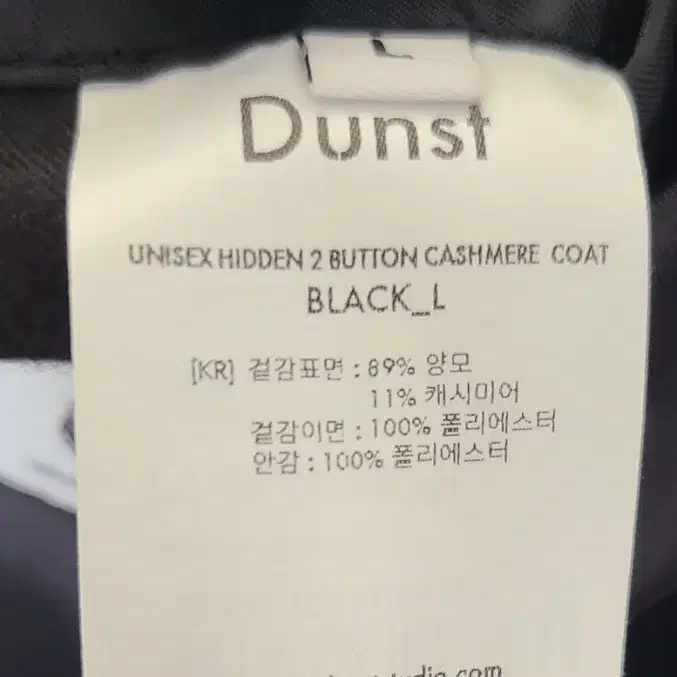 L
Dunst
UNISEX HIDDEN 2 BUTTON CASHMERE COAT
BLACK_L
[KR] 겉감표면 : 89% 양모
11% 캐시미어
겉감이면 : 100% 폴리에스터
안감 : 100% 폴리에스터